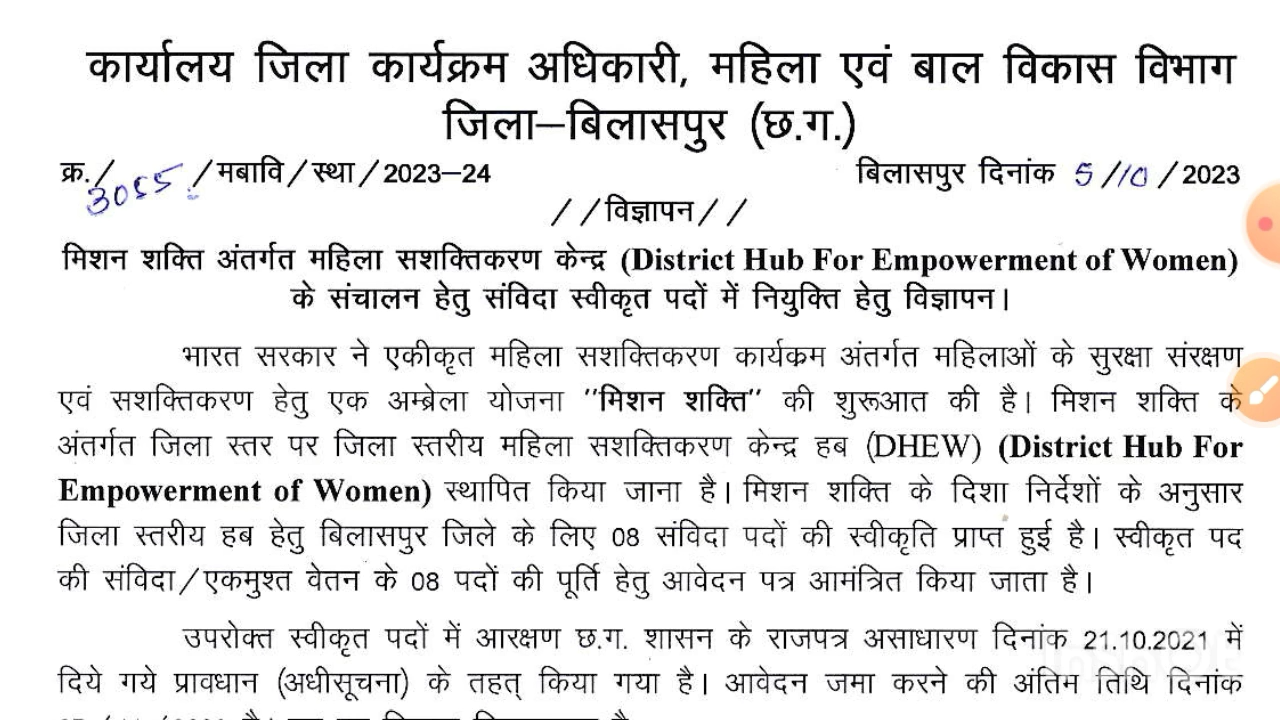 कार्यालय जिला कार्यक्रम अधिकारी, महिला एवं बाल विकास विभाग
जिला–बिलासपुर (छ.ग.)
क्र./3055/मबावि/स्था/2023–24 बिलासपुर दिनांक 5/10/2023
//विज्ञापन//
मिशन शक्ति अंतर्गत महिला सशक्तिकरण केन्द्र (District Hub For Empowerment of Women)
के संचालन हेतु संविदा स्वीकृत पदों में नियुक्ति हेतु विज्ञापन।
भारत सरकार ने एकीकृत महिला सशक्तिकरण कार्यकम अंतर्गत महिलाओं के सुरक्षा संरक्षण
एवं सशक्तिकरण हेतु एक अम्ब्रेला योजना "मिशन शक्ति" की शुरूआत की है। मिशन शक्ति के
अंतर्गत जिला स्तर पर जिला स्तरीय महिला सशक्तिकरण केन्द्र हब (DHEW) (District Hub For
Empowerment of Women) स्थापित किया जाना है। मिशन शक्ति के दिशा निर्देशों के अनुसार
जिला स्तरीय हब हेतु बिलासपुर जिले के लिए 08 संविदा पदों की स्वीकृति प्राप्त हुई है। स्वीकृत पद
की संविदा/एकमुश्त वेतन के 08 पदों की पूर्ति हेतु आवेदन पत्र आमंत्रित किया जाता है।
उपरोक्त स्वीकृत पदों में आरक्षण छ.ग. शासन के राजपत्र असाधारण दिनांक 21.10.2021 में
दिये गये प्रावधान (अधीसूचना) के तहत् किया गया है। आवेदन जमा करने की अंतिम तिथि दिनांक